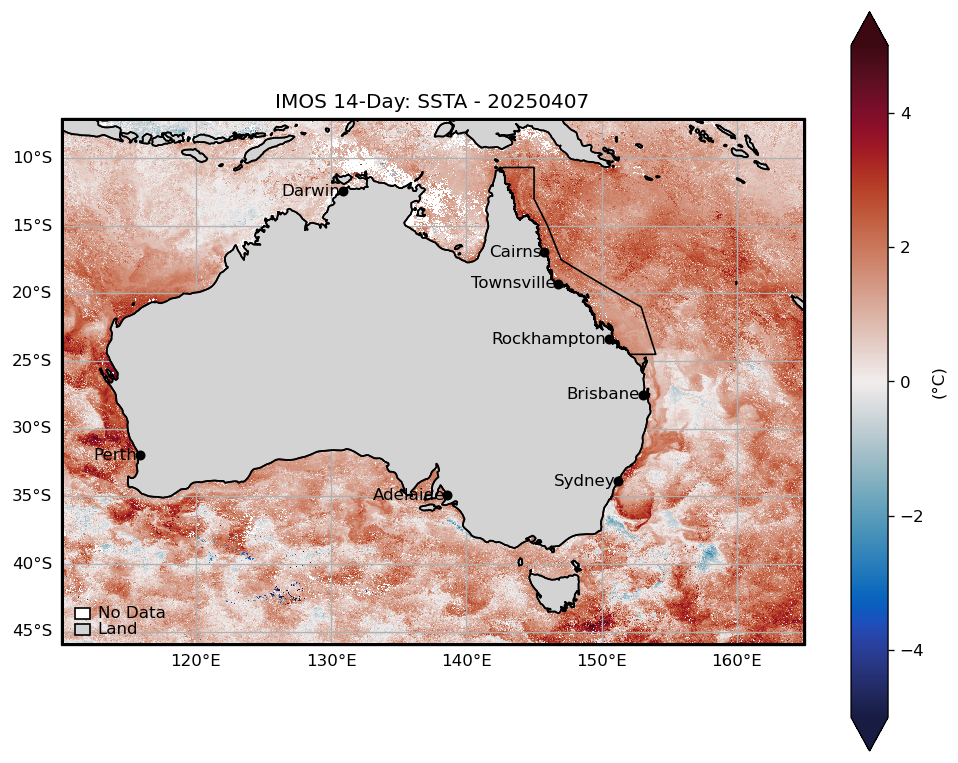 IMOS 14-Day: SSTA - 20250407
10°S
15°S
20°S
25°S
30°S
35°S
40°S
45°S
Darwin
Cairns
Townsville
Rockhampton
Brisbane
Perth
Sydney
Adelaide
No Data
Land
120°E
130°E
140°E
150°E
160°E
4
2
0
−2
−4
(°C)